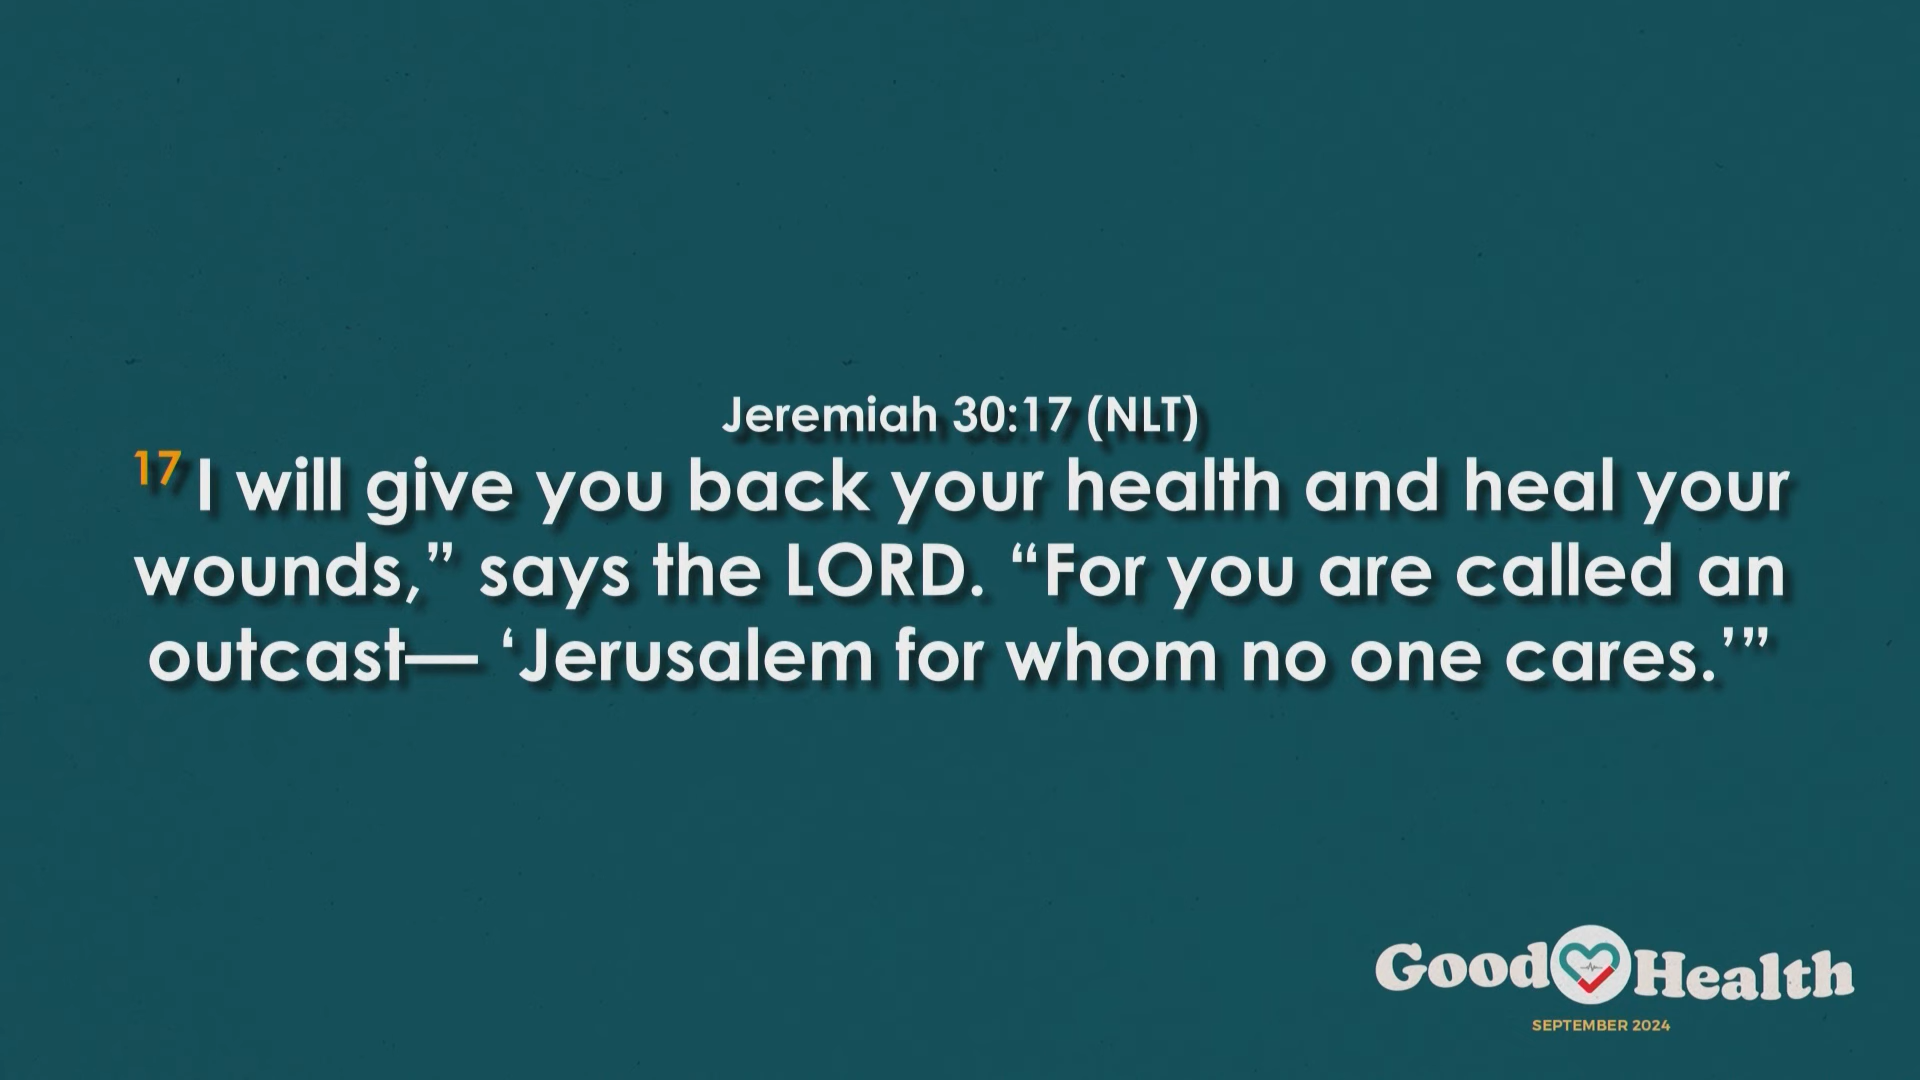 Jeremiah 30:17 (NLT)
17 I will give you back your health and heal your
wounds,” says the LORD. “For you are called an
outcast— ‘Jerusalem for whom no one cares.’”
Good Health
SEPTEMBER 2024